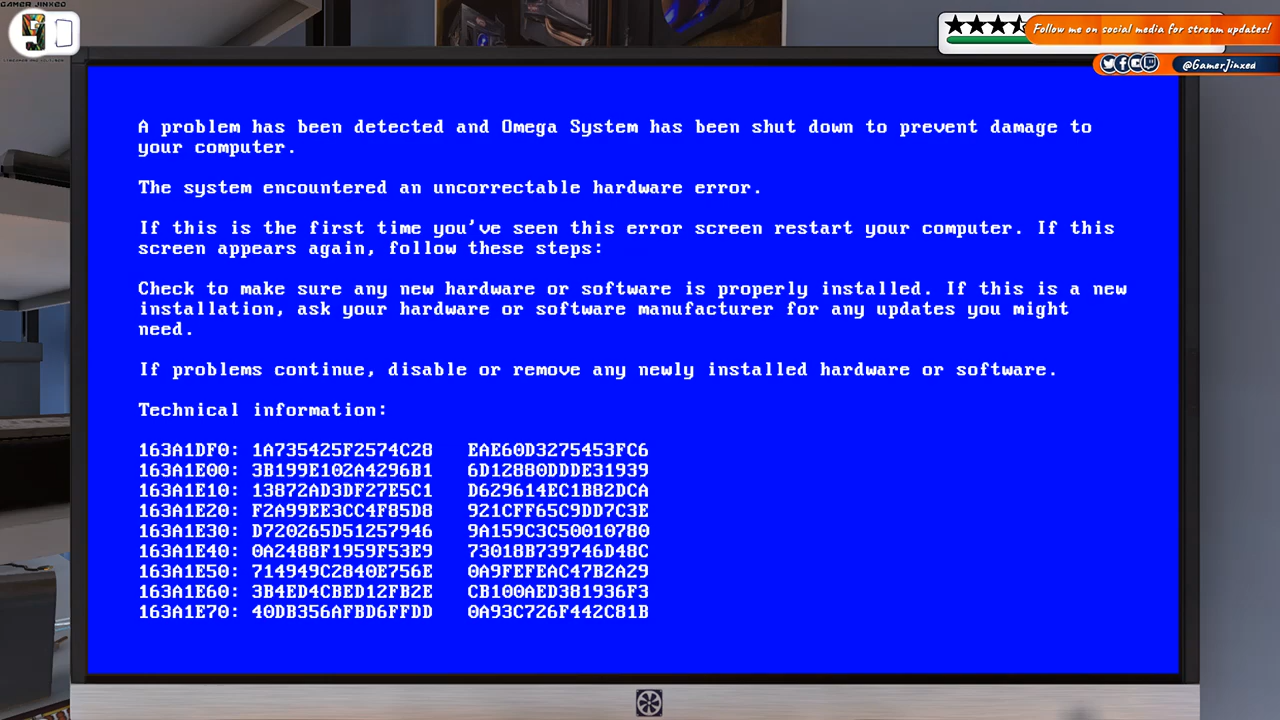 GAMER JINXED
Follow me on social media for stream updates!
@GamerJinxed
A problem has been detected and Omega System has been shut down to prevent damage to
your computer.
The system encountered an uncorrectable hardware error.
If this is the first time you've seen this error screen restart your computer. If this
screen appears again, follow these steps:
Check to make sure any new hardware or software is properly installed. If this is a new
installation, ask your hardware or software manufacturer for any updates you might
need.
If problems continue, disable or remove any newly installed hardware or software.
Technical information:
163A1DF0: 1A735425F2574C28 EAE60D3275453FC6
163A1E00: 3B199E102A4296B1 6D12880DDDE31939
163A1E10: 13872AD3DF27E5C1 D629614EC1B82DCA
163A1E20: F2A99EE3CC4F85D8 921CFF65C9DD7C3E
163A1E30: D720265D51257946 9A159C3C50010780
163A1E40: 0A2488F1959F53E9 73018B739746D48C
163A1E50: 714949C2840E756E 0A9FEFEAC47B2A29
163A1E60: 3B4ED4CBED12FB2E CB100AED381936F3
163A1E70: 40DB356AFBD6FFDD 0A93C726F442C81B